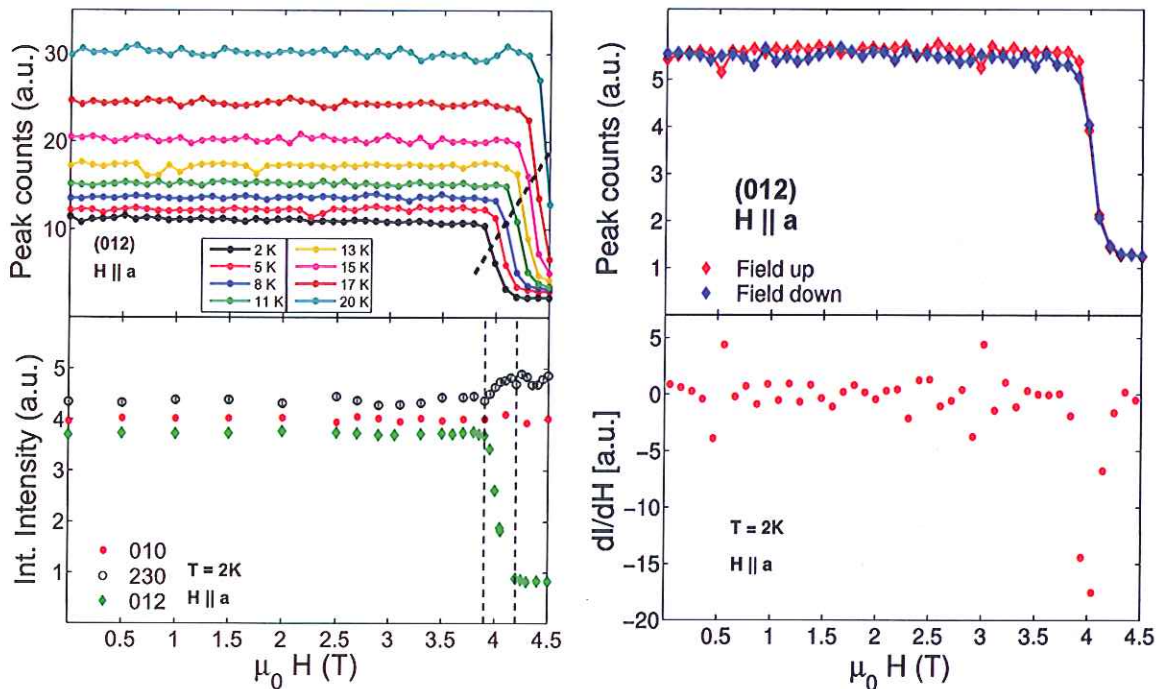 Peak counts (a.u.)
30
20
10
(012)
H || a
2 K
5 K
8 K
11 K
13 K
15 K
17 K
20 K
Int. Intensity (a.u.)
5
4
3
2
1
010
230
012
T = 2K
H || a
0.5 1 1.5 2 2.5 3 3.5 4 4.5
μ0 H (T)
Peak counts (a.u.)
5
4
3
2
1
(012)
H || a
Field up
Field down
dI/dH [a.u.]
5
0
−5
−10
−15
−20
T = 2K
H || a
0.5 1 1.5 2 2.5 3 3.5 4 4.5
μ0 H (T)